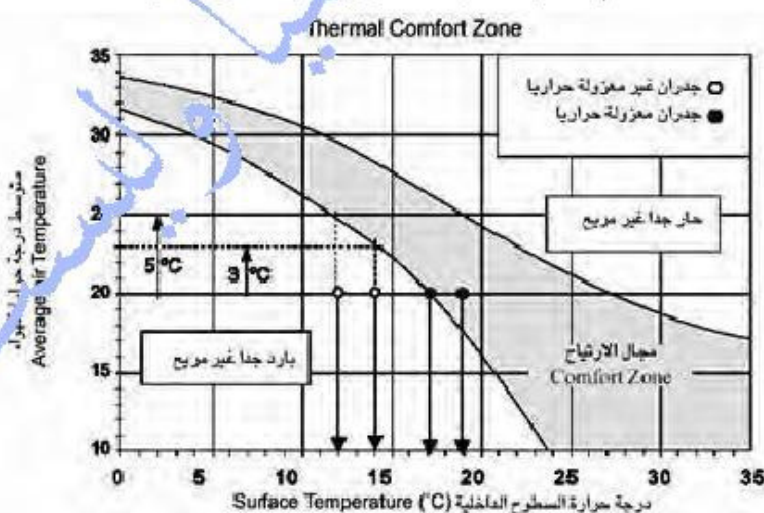 Thermal Comfort Zone
35
30
25
20
15
10
متوسط درجة حرارة الهواء
Average air Temperature
جدران غير معزولة حراريا
جدران معزولة حراريا
حار جدا غير مريح
5 °C
3 °C
بارد جدا غير مريح
مجال الارتياح
Comfort Zone
0 5 10 15 20 25 30 35
Surface Temperature (°C) درجة حرارة السطوح الداخلية